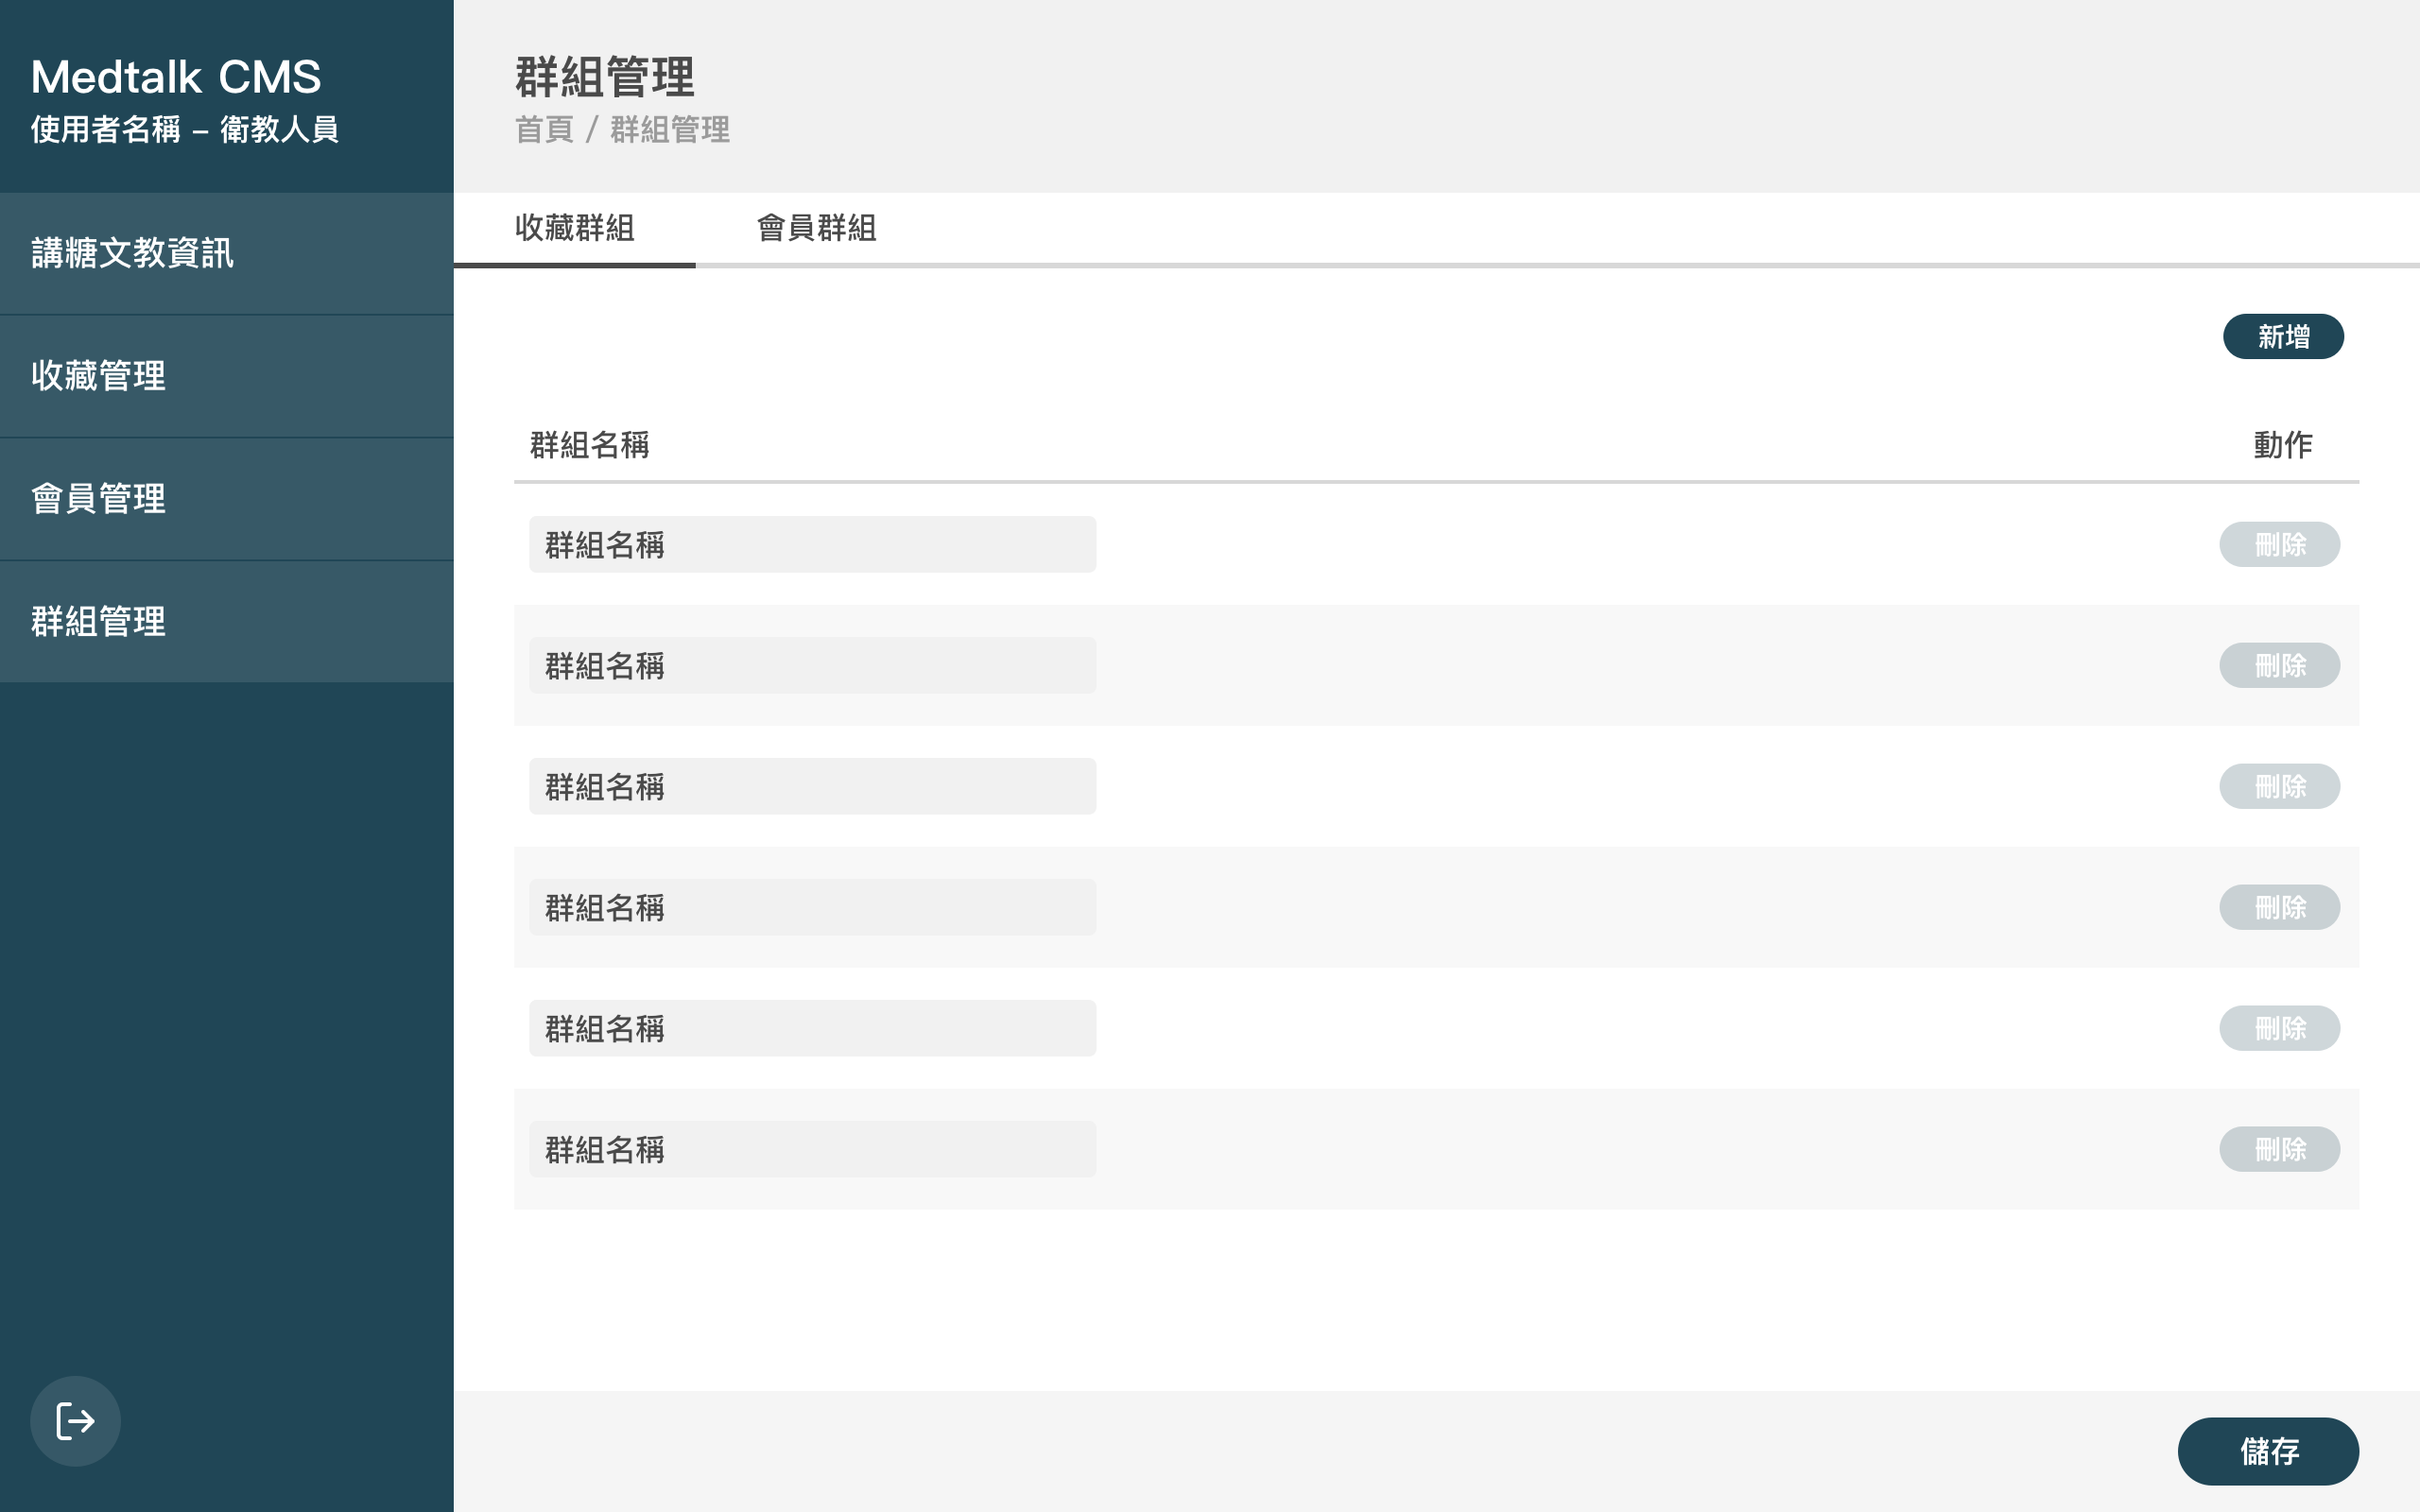 Medtalk CMS
使用者名稱 – 衛教人員
講糖文教資訊
收藏管理
會員管理
群組管理
群組管理
首頁 / 群組管理
收藏群組 會員群組
新增
群組名稱 動作
群組名稱 刪除
群組名稱 刪除
群組名稱 刪除
群組名稱 刪除
群組名稱 刪除
群組名稱 刪除
儲存